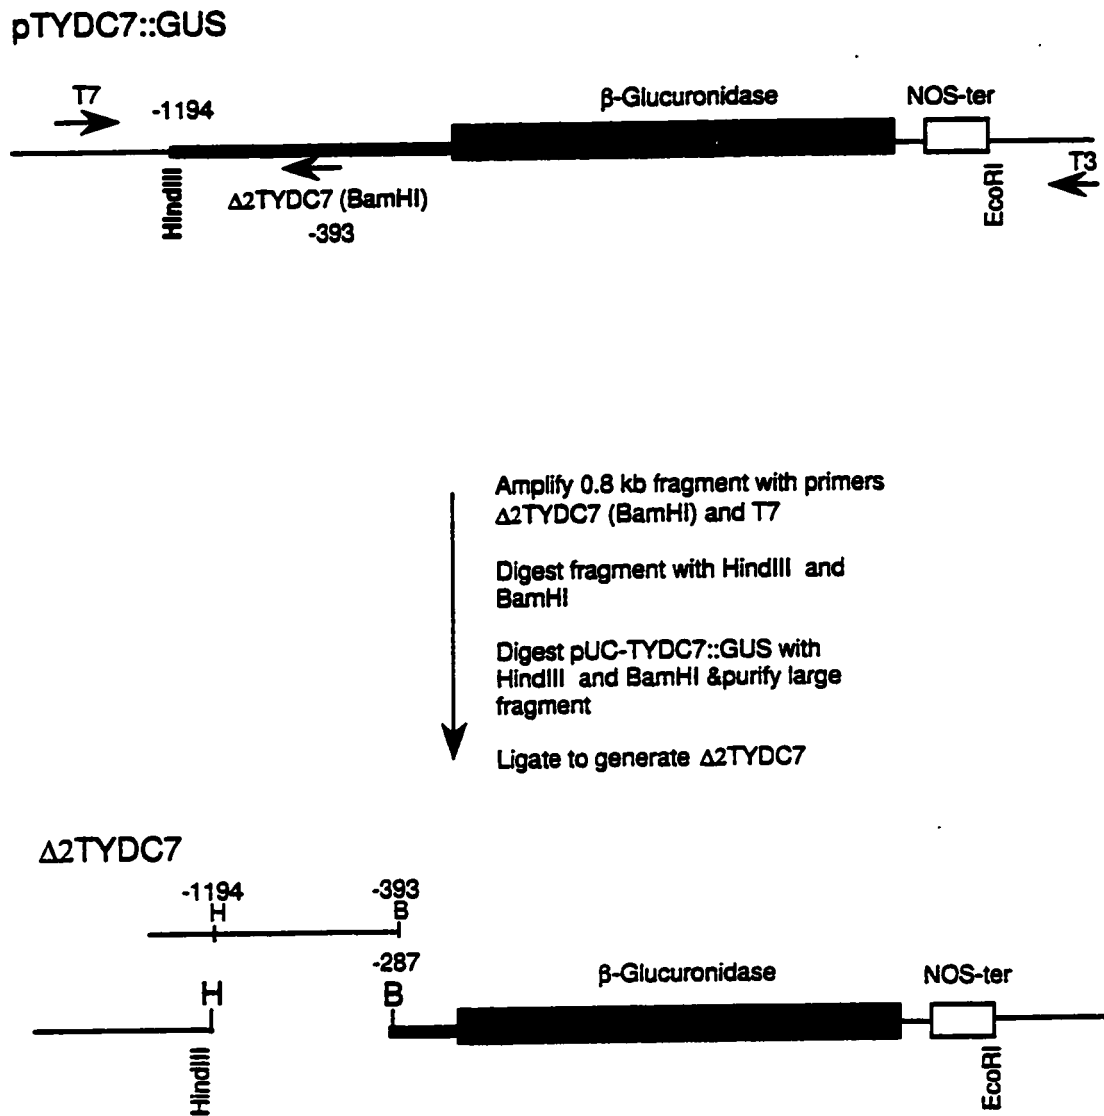 pTYDC7::GUS
T7
-1194
β-Glucuronidase
NOS-ter
HindIII
Δ2TYDC7 (BamHI)
-393
EcoRI
T3
Amplify 0.8 kb fragment with primers
Δ2TYDC7 (BamHI) and T7
Digest fragment with HindIII and
BamHI
Digest pUC-TYDC7::GUS with
HindIII and BamHI &purify large
fragment
Ligate to generate Δ2TYDC7
Δ2TYDC7
-1194
H
-393
B
-287
H
B
β-Glucuronidase
NOS-ter
HindIII
EcoRI